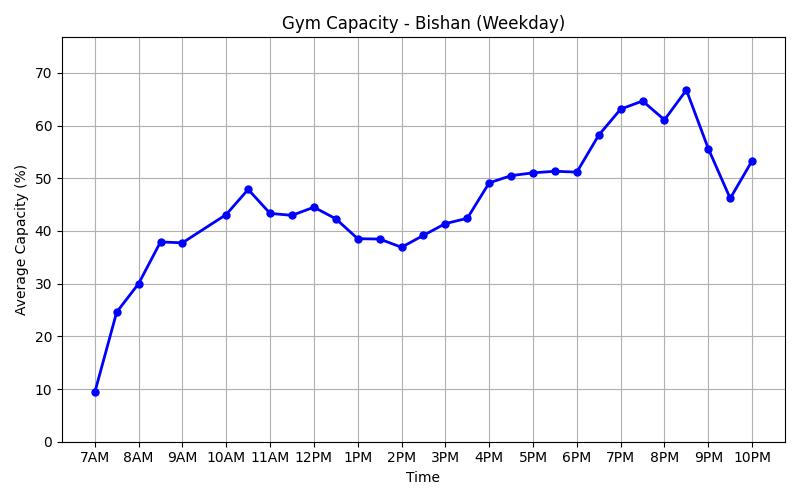 Gym Capacity - Bishan (Weekday)
Average Capacity (%)
70
60
50
40
30
20
10
0
7AM 8AM 9AM 10AM 11AM 12PM 1PM 2PM 3PM 4PM 5PM 6PM 7PM 8PM 9PM 10PM
Time